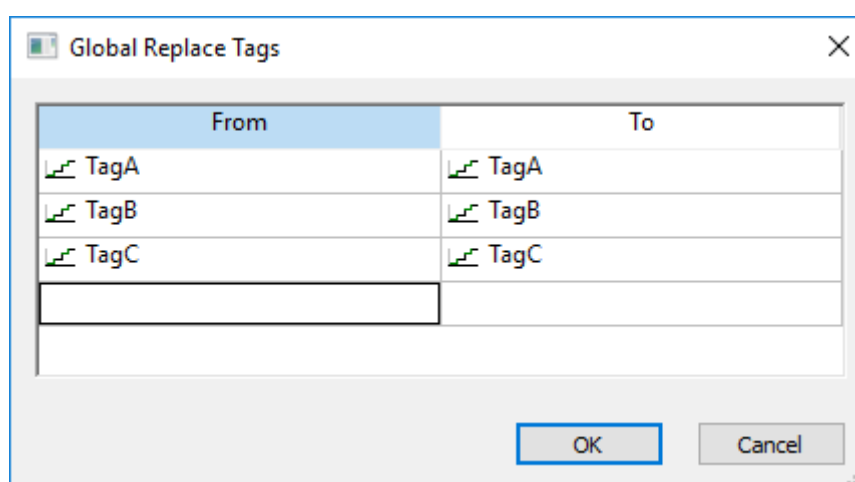 Global Replace Tags
From To
TagA TagA
TagB TagB
TagC TagC
OK Cancel